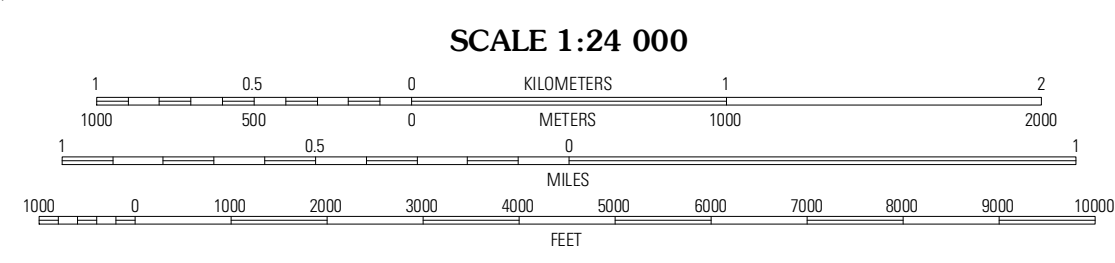 SCALE 1:24 000
1 0.5 0 KILOMETERS 1 2
1000 500 0 METERS 1000 2000
1 0.5 0 1
MILES
1000 0 1000 2000 3000 4000 5000 6000 7000 8000 9000 10000
FEET